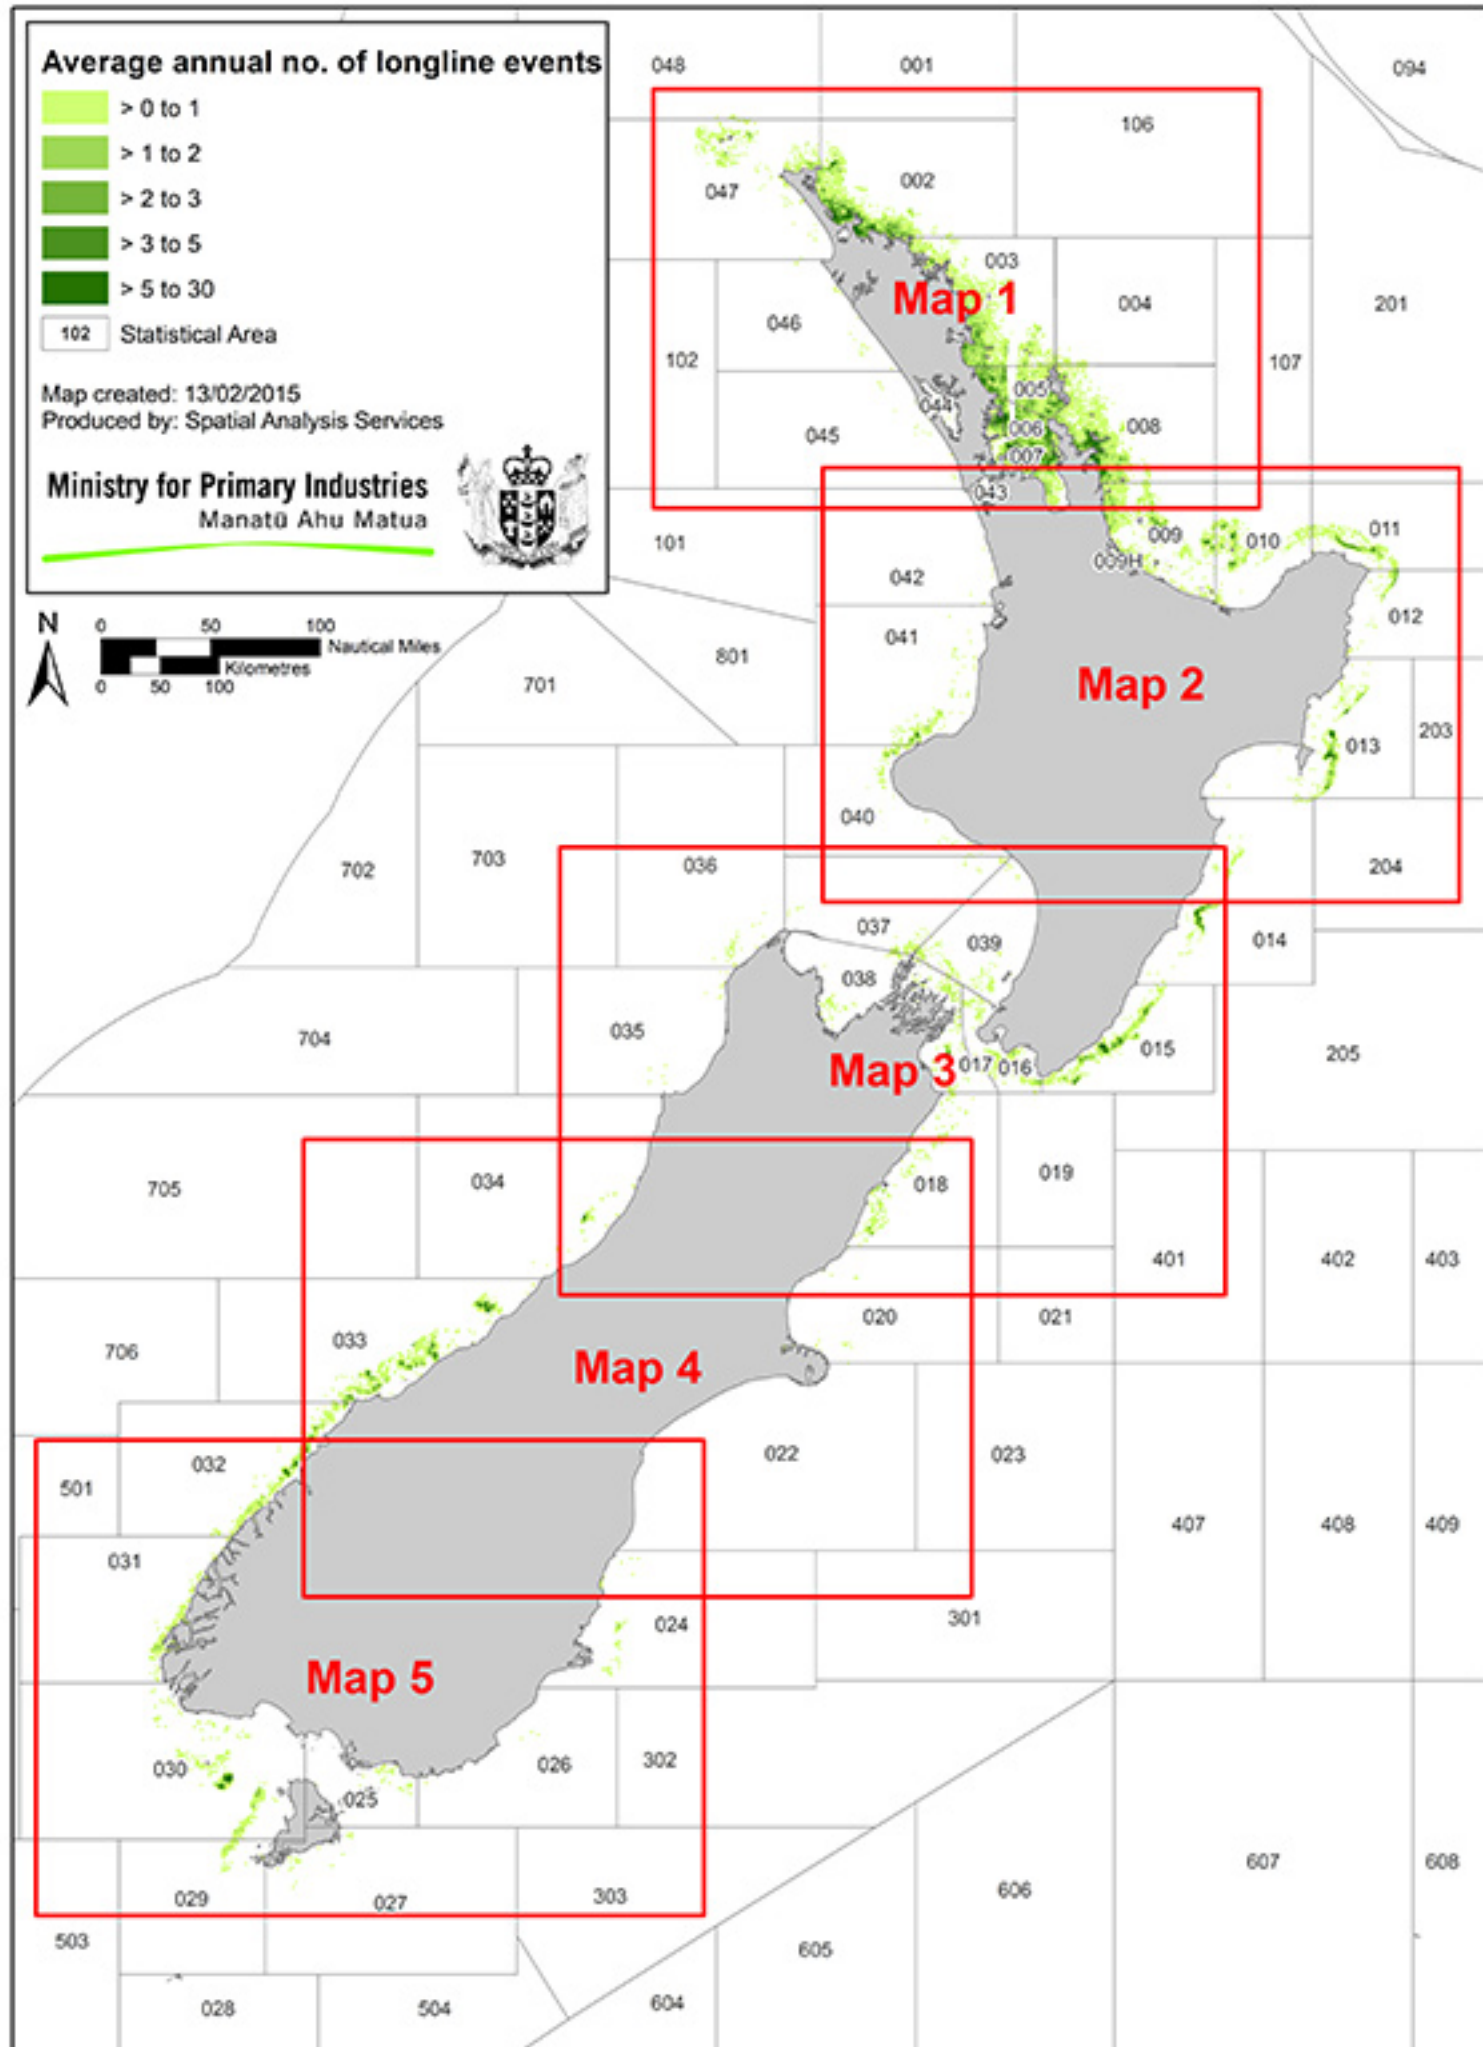 Average annual no. of longline events
> 0 to 1
> 1 to 2
> 2 to 3
> 3 to 5
> 5 to 30
102 Statistical Area
Map created: 13/02/2015
Produced by: Spatial Analysis Services
Ministry for Primary Industries
Manatū Ahu Matua
N
0 50 100
Nautical Miles
Kilometres
0 50 100
048 001 094
106
047 002
003
Map 1
004 201
046
102 107
005
044
045 006 008
007
043
101 009 010 011
009H
042
012
041
801
701 Map 2
203
013
040
702 703 036 204
037 039 014
038
035
704 015 205
Map 3 017 016
034 018 019
705
401 402 403
020 021
033
706
Map 4
032 022 023
501
407 408 409
031
024 301
Map 5
030 026 302
025
029 027 303 606 607 608
503
605
028 504 604